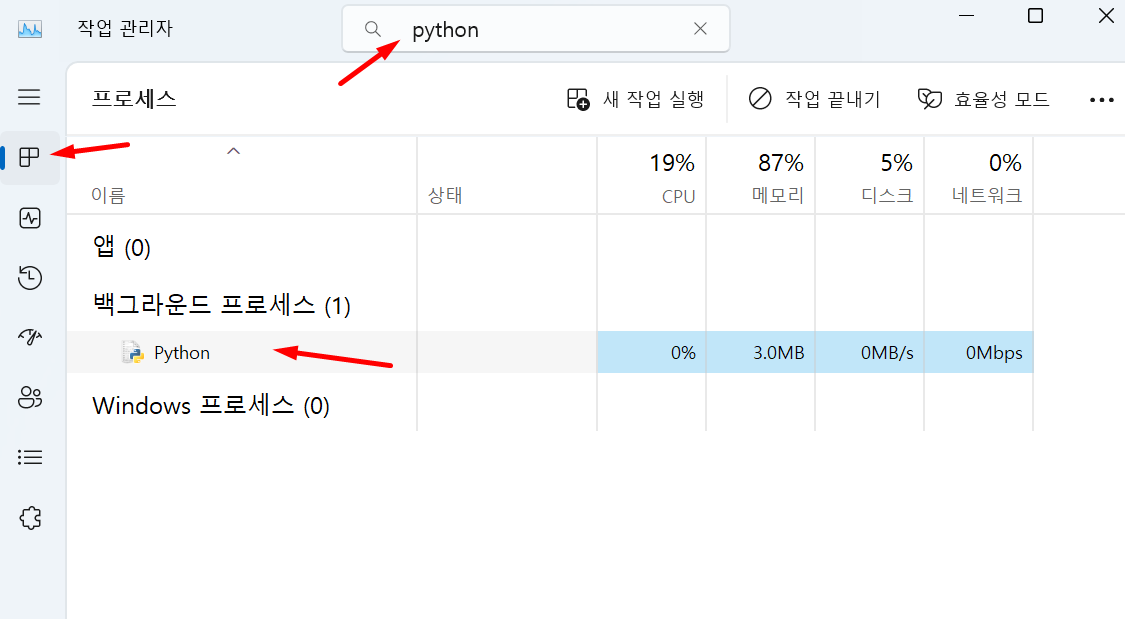 작업 관리자
python
프로세스
새 작업 실행
작업 끝내기
효율성 모드
19% 87% 5% 0%
이름 상태 CPU 메모리 디스크 네트워크
앱 (0)
백그라운드 프로세스 (1)
Python 0% 3.0MB 0MB/s 0Mbps
Windows 프로세스 (0)